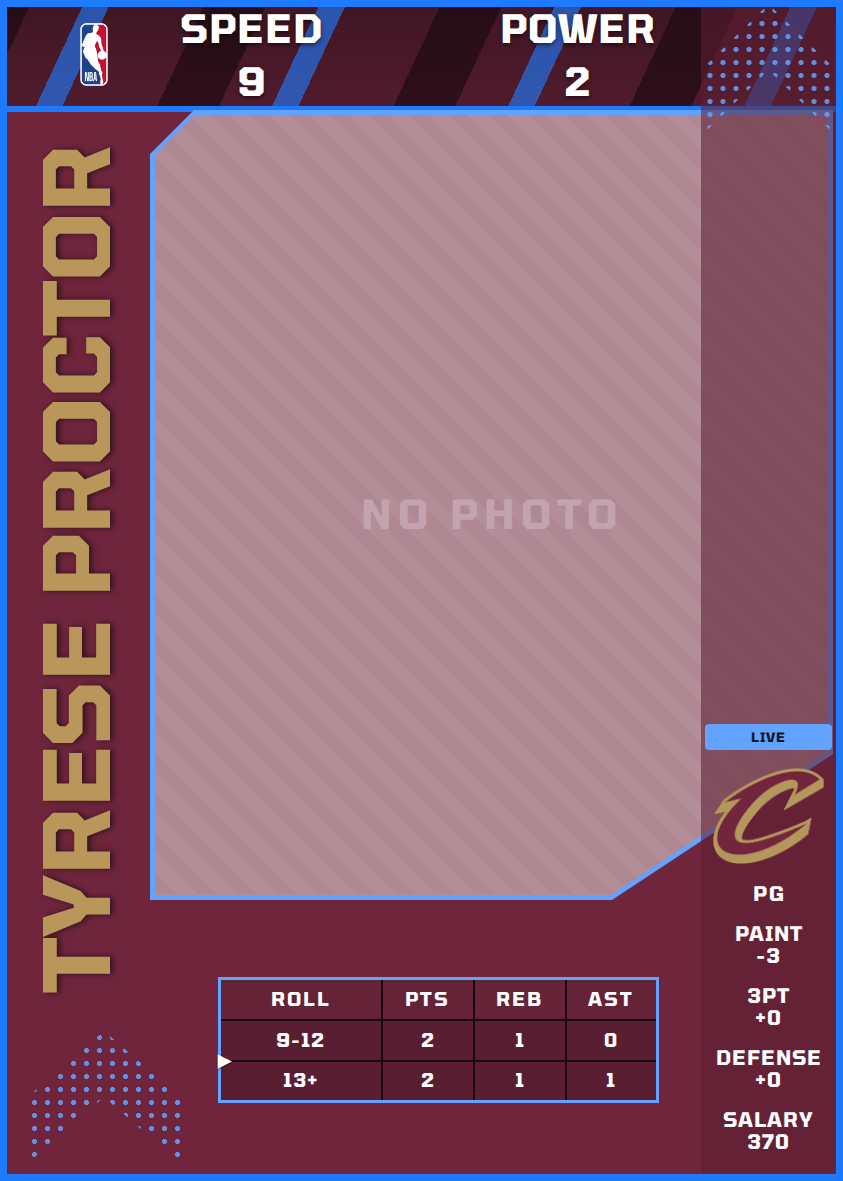 SPEED
9
POWER
2
NBA
TYRESE PROCTOR
NO PHOTO
LIVE
C
PG
PAINT
-3
3PT
+0
DEFENSE
+0
SALARY
370
ROLL PTS REB AST
9-12 2 1 0
13+ 2 1 1